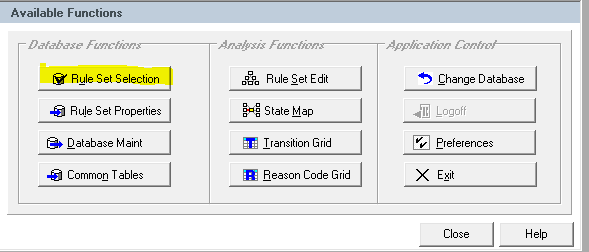 Available Functions
Database Functions
Rule Set Selection
Rule Set Properties
Database Maint
Common Tables
Analysis Functions
Rule Set Edit
State Map
Transition Grid
Reason Code Grid
Application Control
Change Database
Logoff
Preferences
Exit
Close
Help